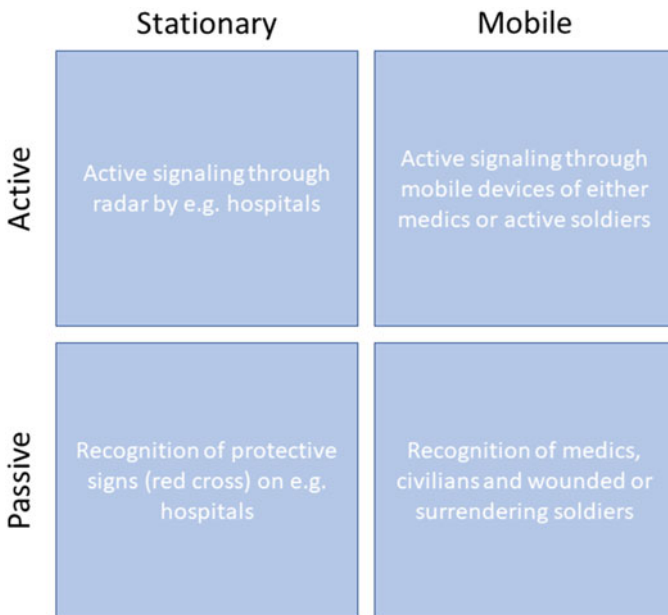 Stationary
Mobile
Active
Active signaling through
radar by e.g. hospitals
Active signaling through
mobile devices of either
medics or active soldiers
Passive
Recognition of protective
signs (red cross) on e.g.
hospitals
Recognition of medics,
civilians and wounded or
surrendering soldiers